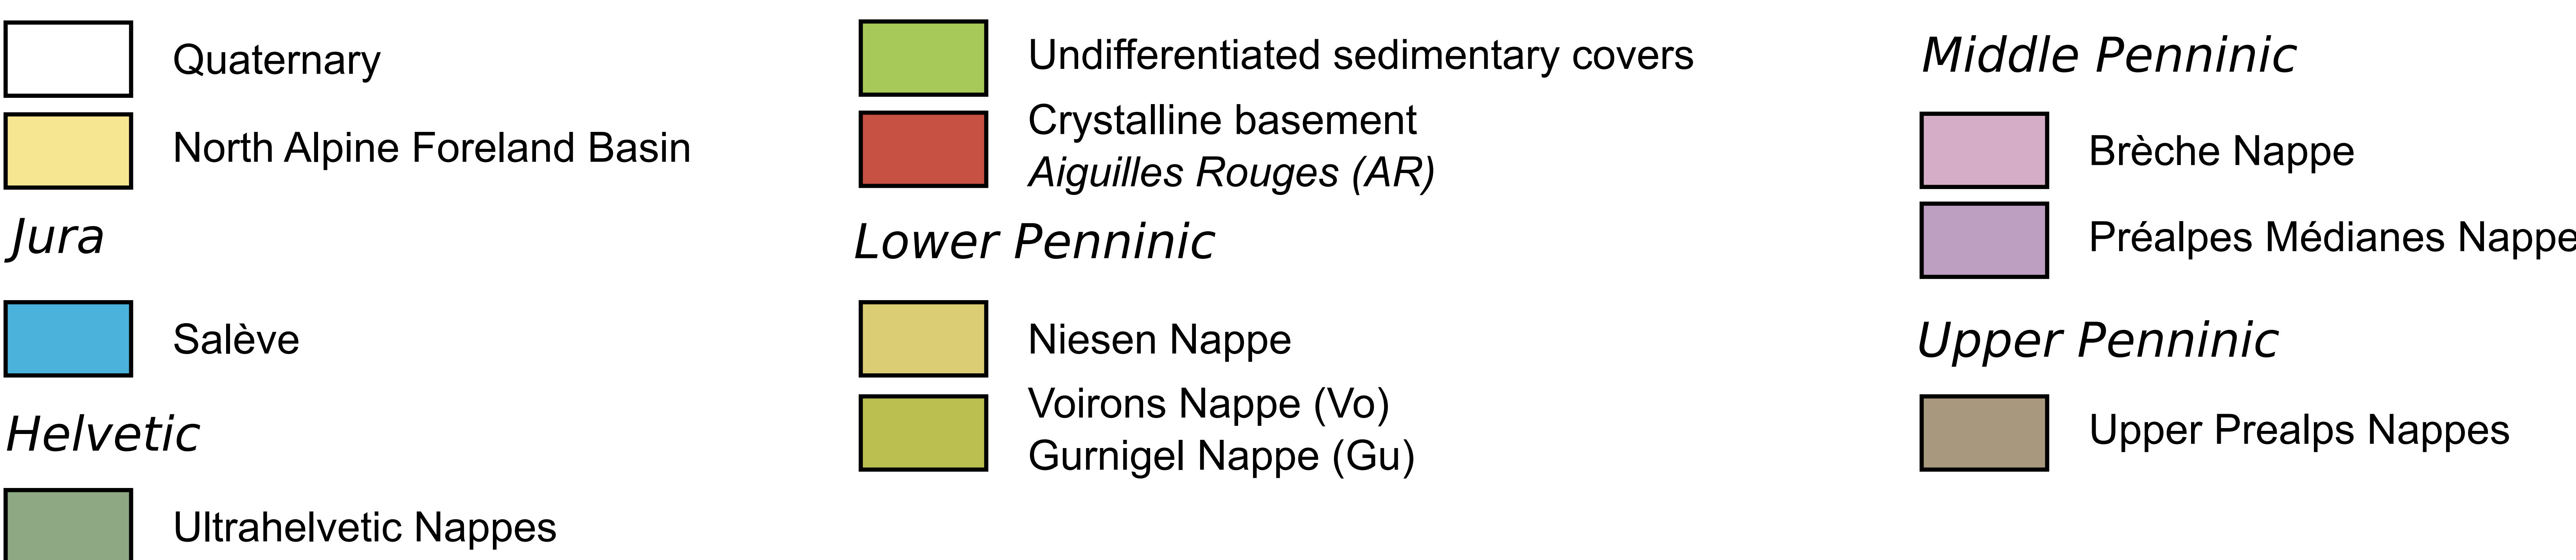 Quaternary
North Alpine Foreland Basin
Jura
Salève
Helvetic
Ultrahelvetic Nappes
Undifferentiated sedimentary covers
Crystalline basement
Aiguilles Rouges (AR)
Lower Penninic
Niesen Nappe
Voirons Nappe (Vo)
Gurnigel Nappe (Gu)
Middle Penninic
Brèche Nappe
Préalpes Médianes Nappe
Upper Penninic
Upper Prealps Nappes